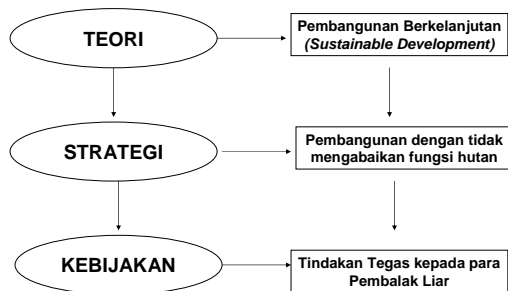 TEORI
Pembangunan Berkelanjutan
(Sustainable Development)
STRATEGI
Pembangunan dengan tidak
mengabaikan fungsi hutan
KEBIJAKAN
Tindakan Tegas kepada para
Pembalak Liar